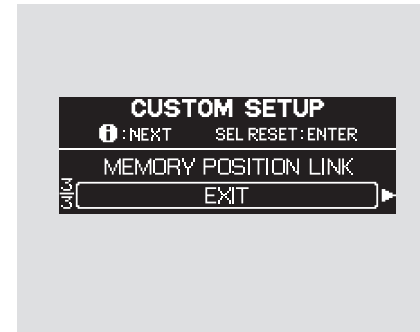 CUSTOM SETUP
i:NEXT SEL RESET:ENTER
MEMORY POSITION LINK
3/3 EXIT